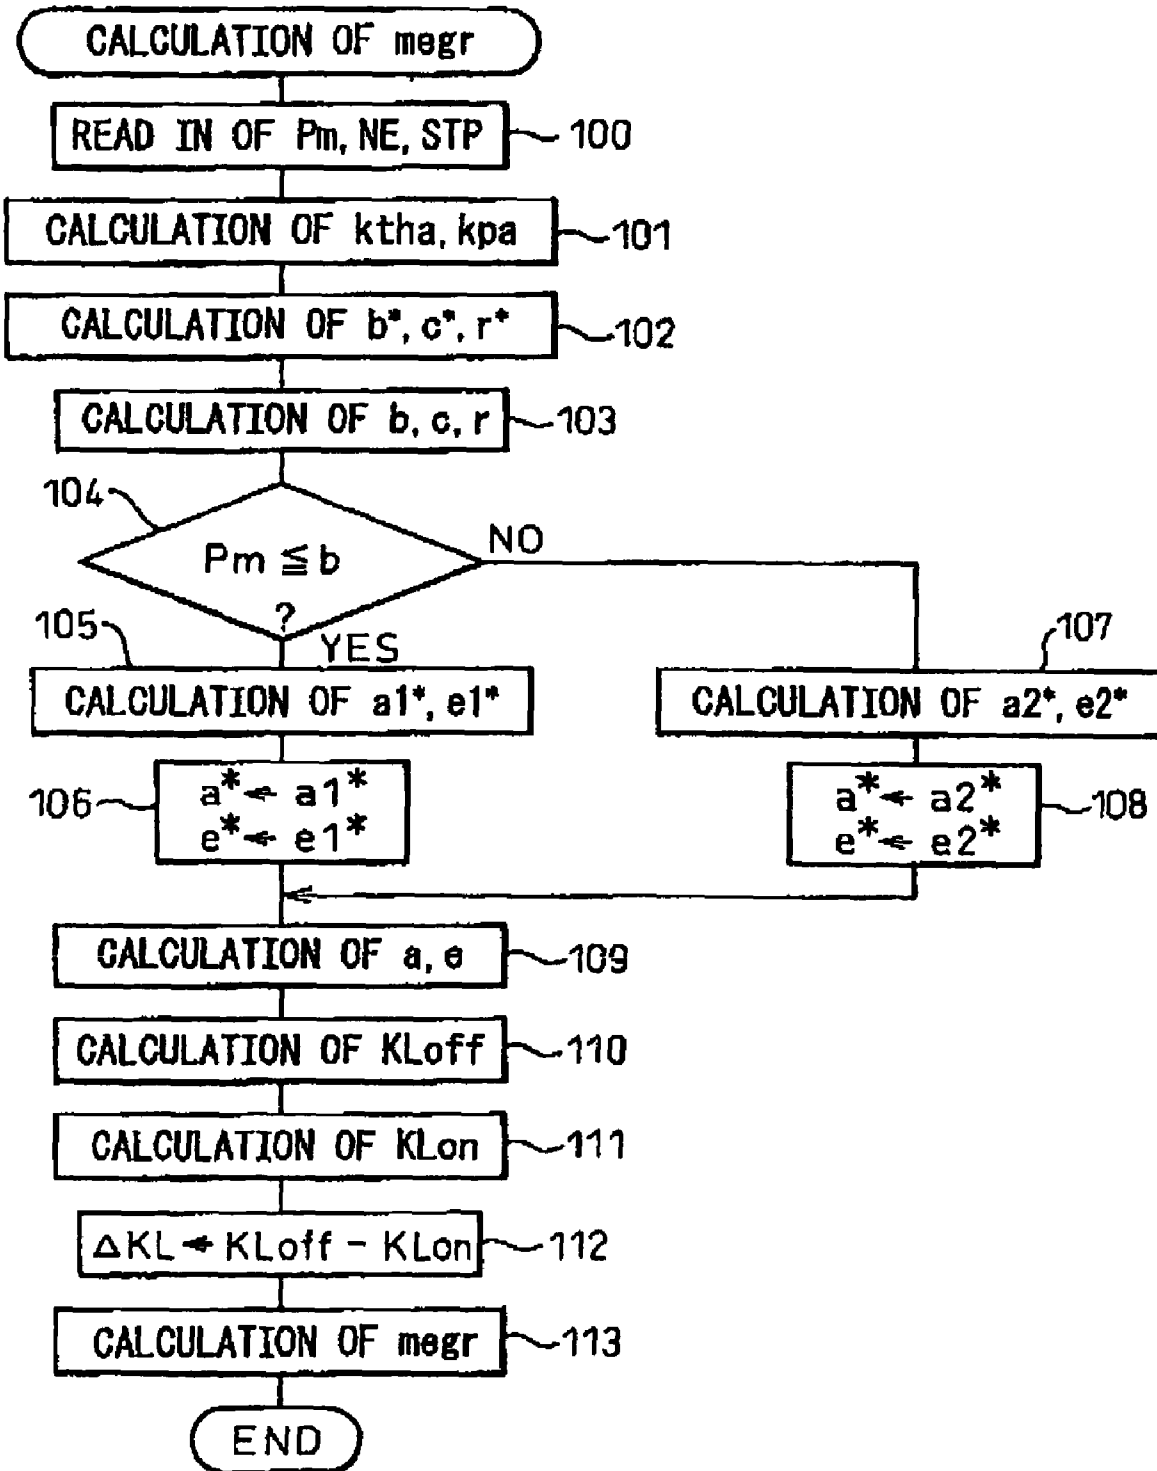 CALCULATION OF megr
READ IN OF Pm, NE, STP
100
CALCULATION OF ktha, kpa
101
CALCULATION OF b*, c*, r*
102
CALCULATION OF b, c, r
103
104
Pm ≦ b
?
NO
YES
105
CALCULATION OF a1*, e1*
107
CALCULATION OF a2*, e2*
106
a* ← a1*
e* ← e1*
a* ← a2*
e* ← e2*
108
CALCULATION OF a, e
109
CALCULATION OF KLoff
110
CALCULATION OF KLon
111
ΔKL ← KLoff - KLon
112
CALCULATION OF megr
113
END